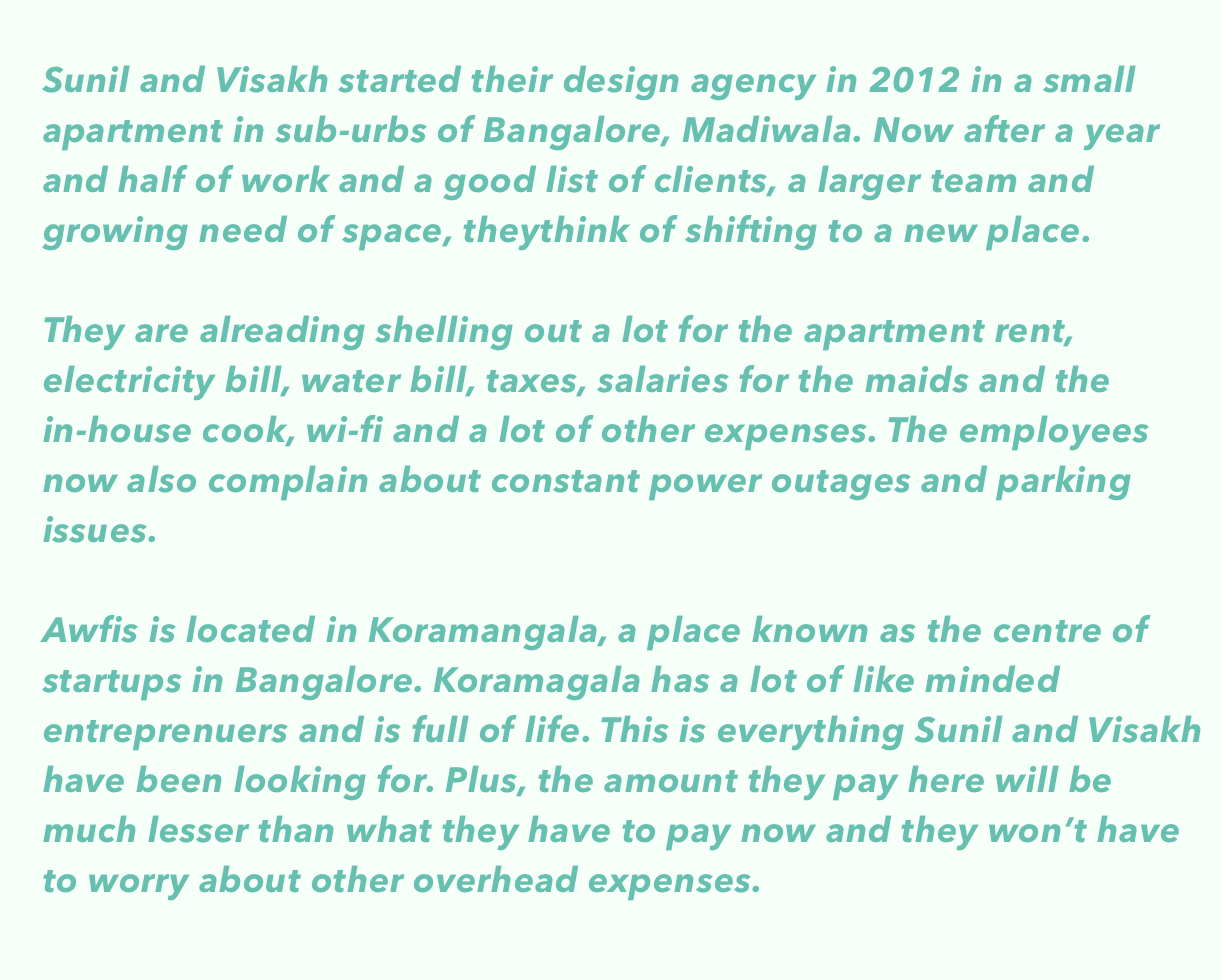 Sunil and Visakh started their design agency in 2012 in a small
apartment in sub-urbs of Bangalore, Madiwala. Now after a year
and half of work and a good list of clients, a larger team and
growing need of space, theythink of shifting to a new place.
They are alreading shelling out a lot for the apartment rent,
electricity bill, water bill, taxes, salaries for the maids and the
in-house cook, wi-fi and a lot of other expenses. The employees
now also complain about constant power outages and parking
issues.
Awfis is located in Koramangala, a place known as the centre of
startups in Bangalore. Koramagala has a lot of like minded
entreprenuers and is full of life. This is everything Sunil and Visakh
have been looking for. Plus, the amount they pay here will be
much lesser than what they have to pay now and they won’t have
to worry about other overhead expenses.